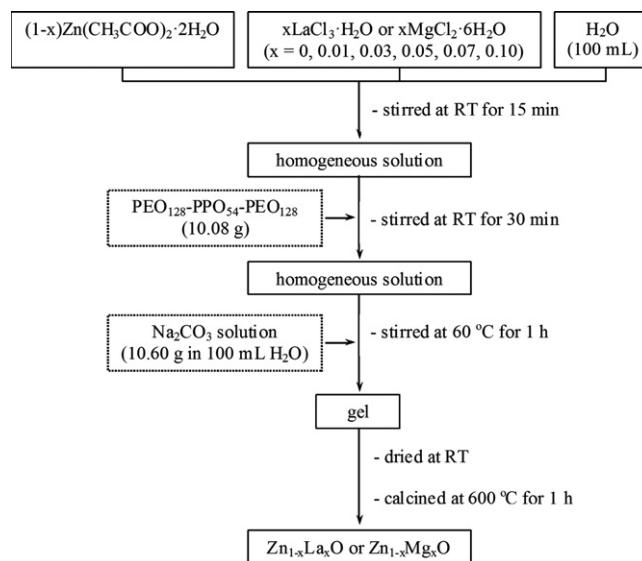 (1-x)Zn(CH₃COO)₂·2H₂O
xLaCl₃·H₂O or xMgCl₂·6H₂O
(x = 0, 0.01, 0.03, 0.05, 0.07, 0.10)
H₂O
(100 mL)
- stirred at RT for 15 min
homogeneous solution
PEO₁₂₈-PPO₅₄-PEO₁₂₈
(10.08 g)
- stirred at RT for 30 min
homogeneous solution
Na₂CO₃ solution
(10.60 g in 100 mL H₂O)
- stirred at 60 ºC for 1 h
gel
- dried at RT
- calcined at 600 ºC for 1 h
Zn₁₋ₓLaₓO or Zn₁₋ₓMgₓO